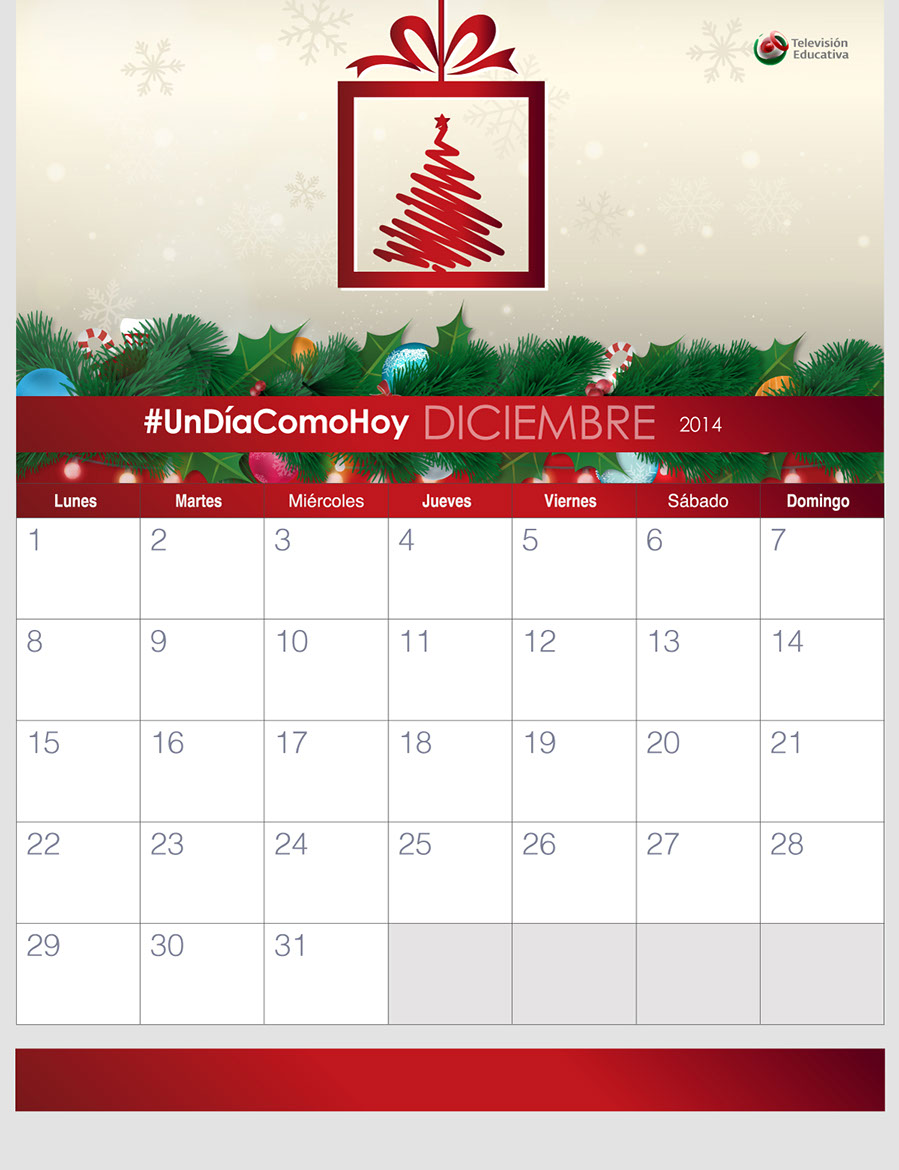 Televisión
Educativa
#UnDíaComoHoy DICIEMBRE 2014
Lunes Martes Miércoles Jueves Viernes Sábado Domingo
1 2 3 4 5 6 7
8 9 10 11 12 13 14
15 16 17 18 19 20 21
22 23 24 25 26 27 28
29 30 31